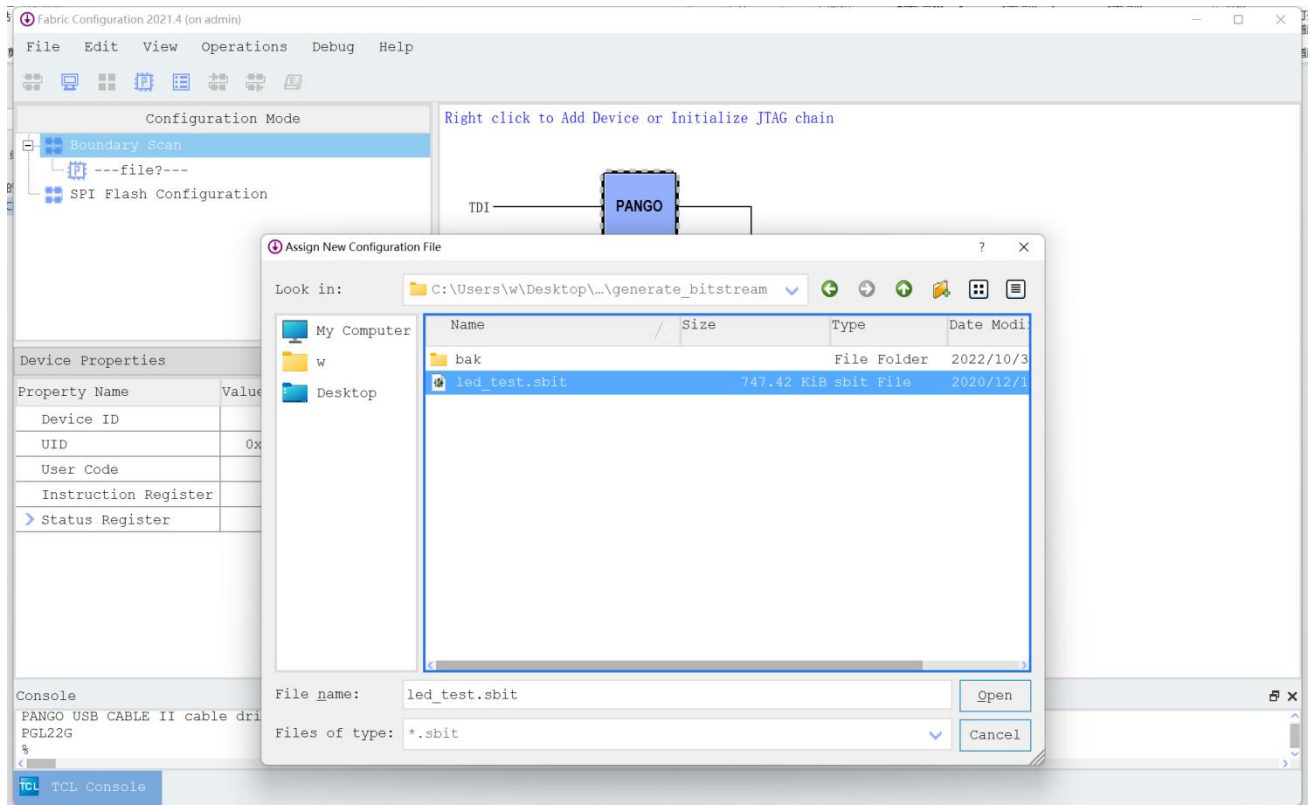 Fabric Configuration 2021.4 (on admin)
File Edit View Operations Debug Help
Configuration Mode
Boundary Scan
---file?---
SPI Flash Configuration
Right click to Add Device or Initialize JTAG chain
TDI
PANGO
Assign New Configuration File
Look in:
C:\Users\w\Desktop\...\generate_bitstream
My Computer
w
Desktop
Name Size Type Date Modi
bak File Folder 2022/10/3
led_test.sbit 747.42 KiB sbit File 2020/12/1
File name: led_test.sbit
Open
Files of type: *.sbit
Cancel
Device Properties
Property Name Value
Device ID
UID 0x
User Code
Instruction Register
Status Register
Console
PANGO USB CABLE II cable dri
PGL22G
%
TCL TCL Console